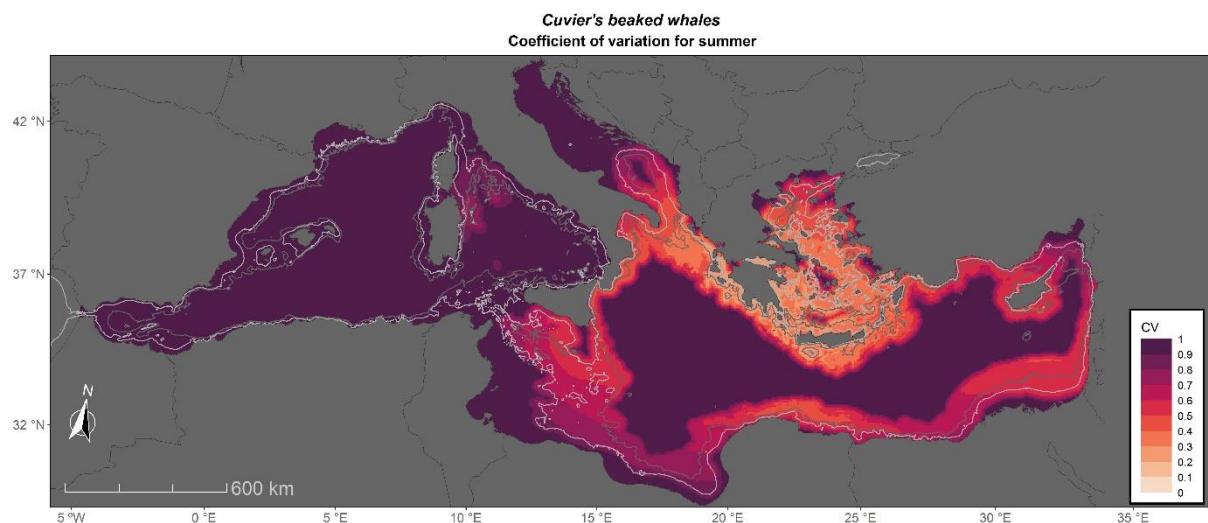 Cuvier's beaked whales
Coefficient of variation for summer
42 °N
37 °N
32 °N
N
600 km
CV
1
0.9
0.8
0.7
0.6
0.5
0.4
0.3
0.2
0.1
0
5 °W
0 °E
5 °E
10 °E
15 °E
20 °E
25 °E
30 °E
35 °E